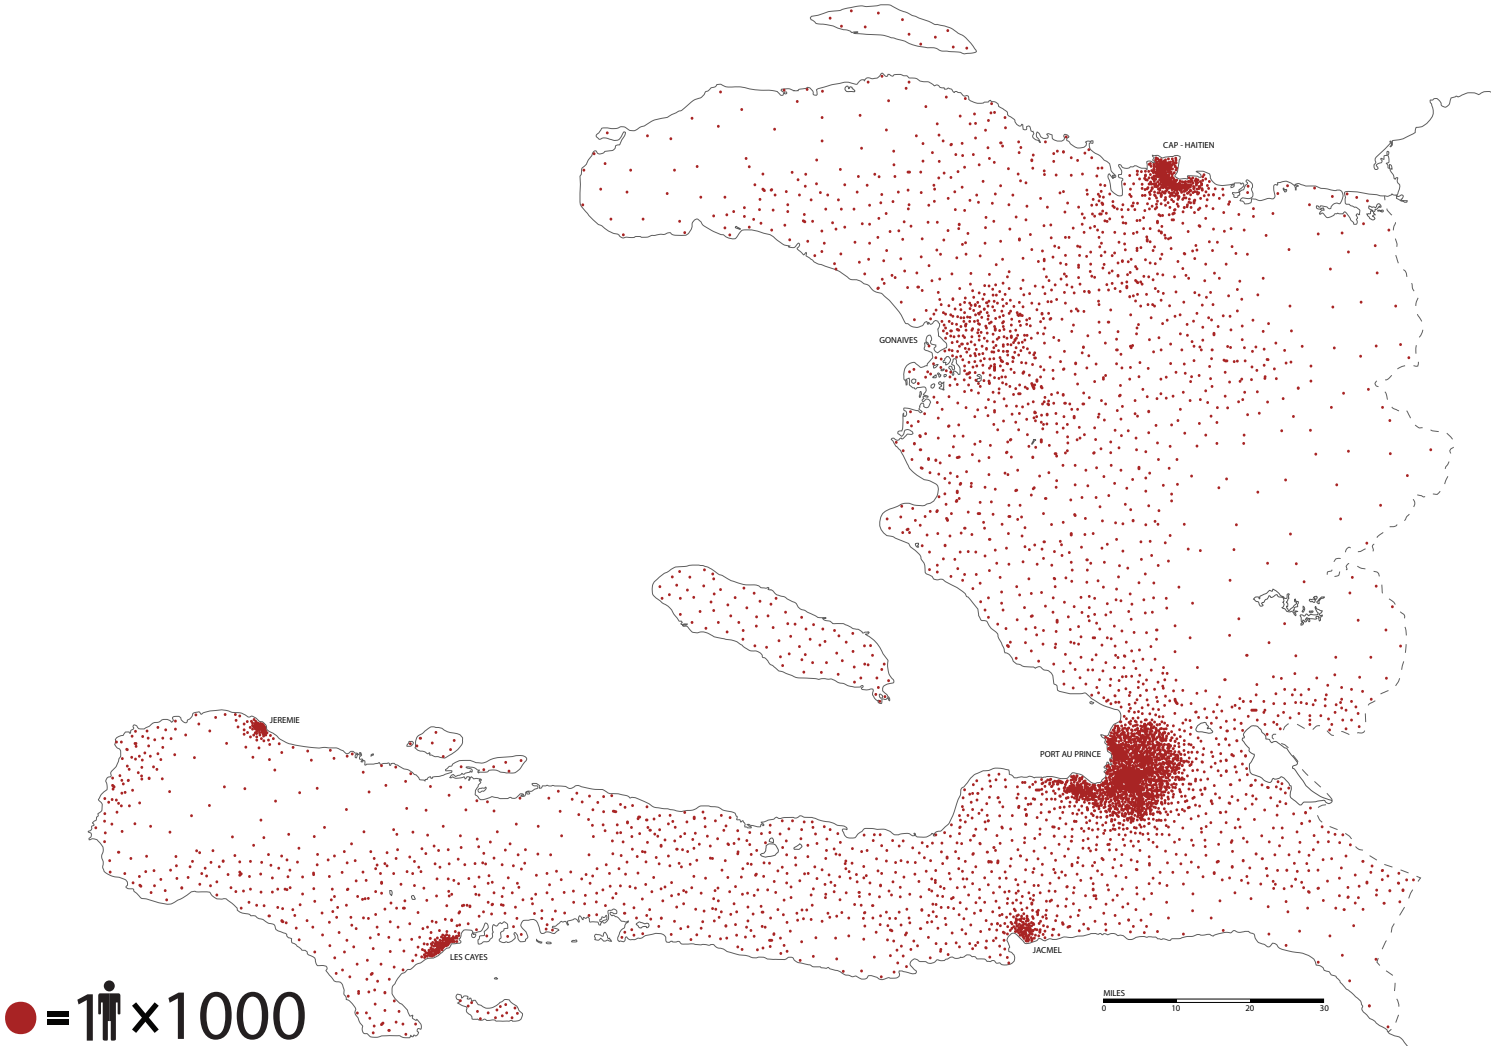 CAP - HAITIEN
GONAIVES
JEREMIE
PORT AU PRINCE
LES CAYES
JACMEL
MILES
0 10 20 30
= 1 × 1000